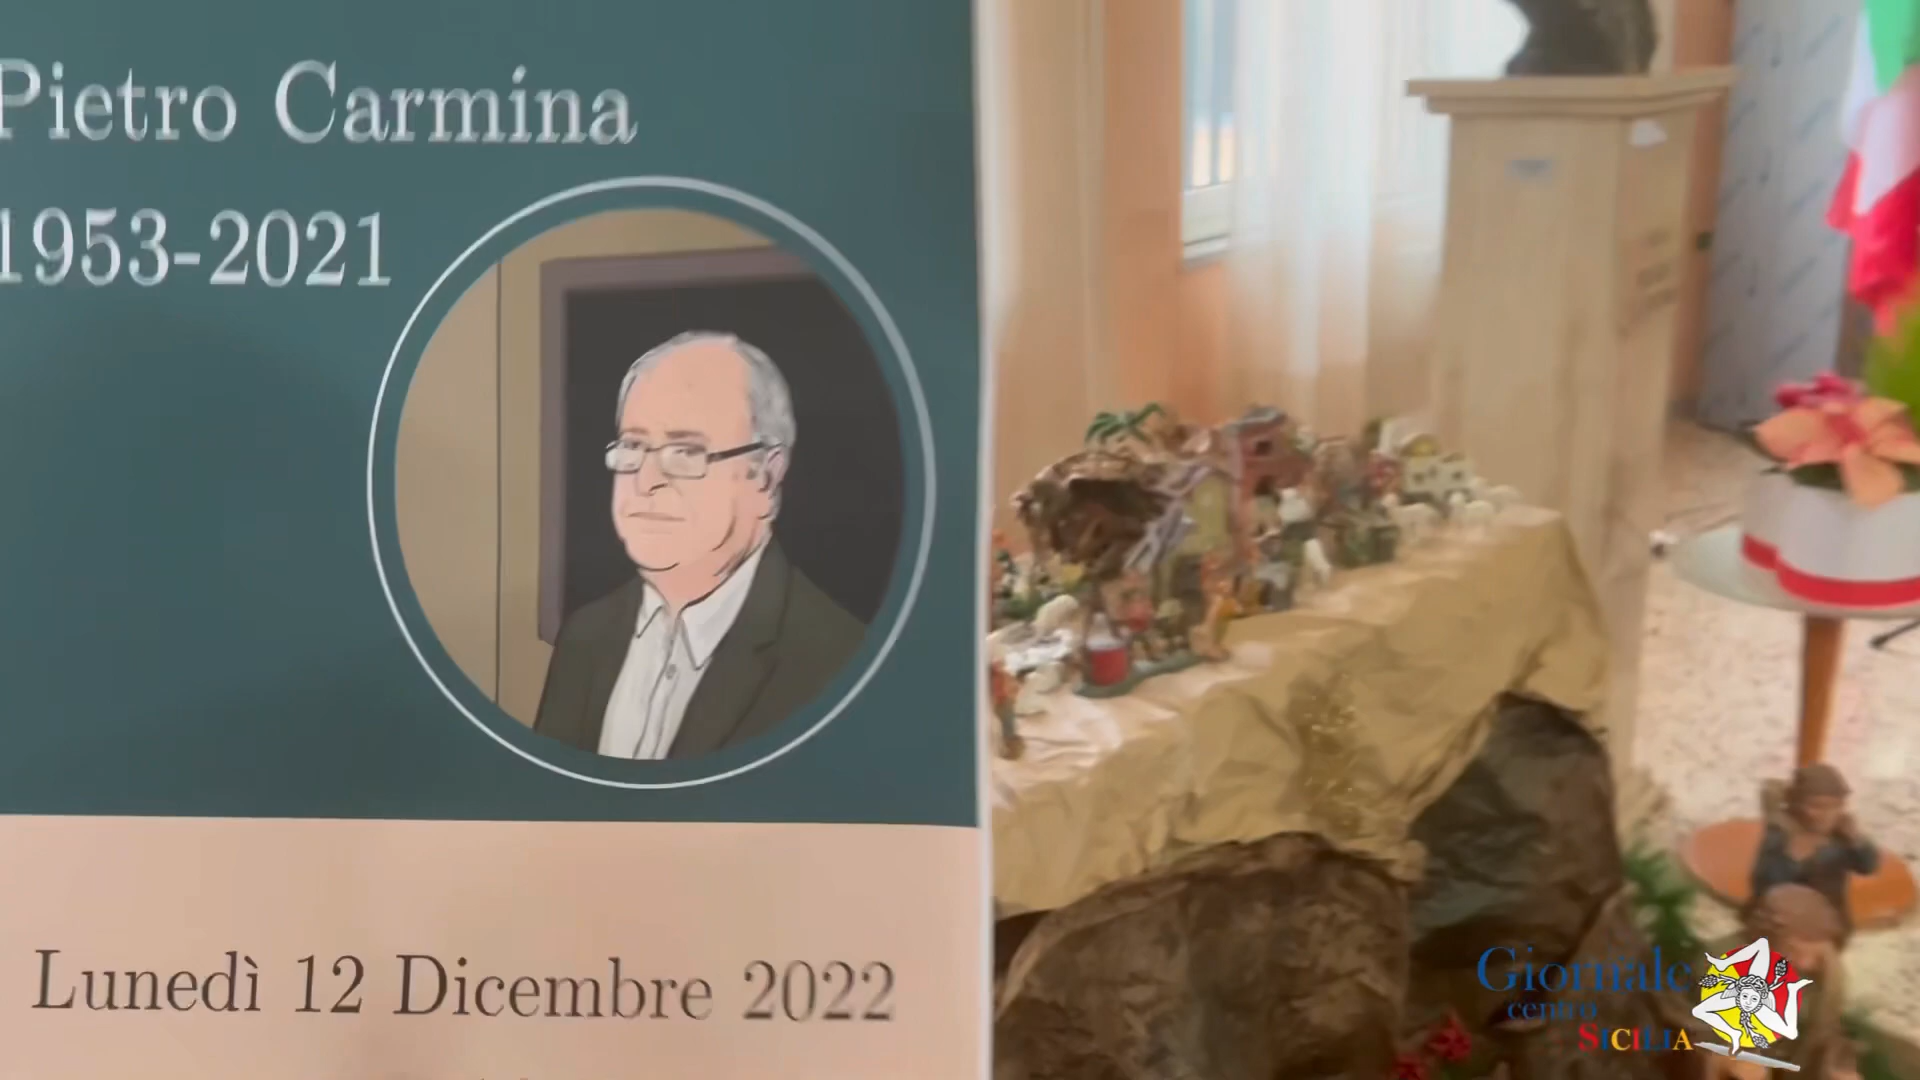 Pietro Carmina
1953-2021
Lunedì 12 Dicembre 2022
Giornale
centro
SICILIA